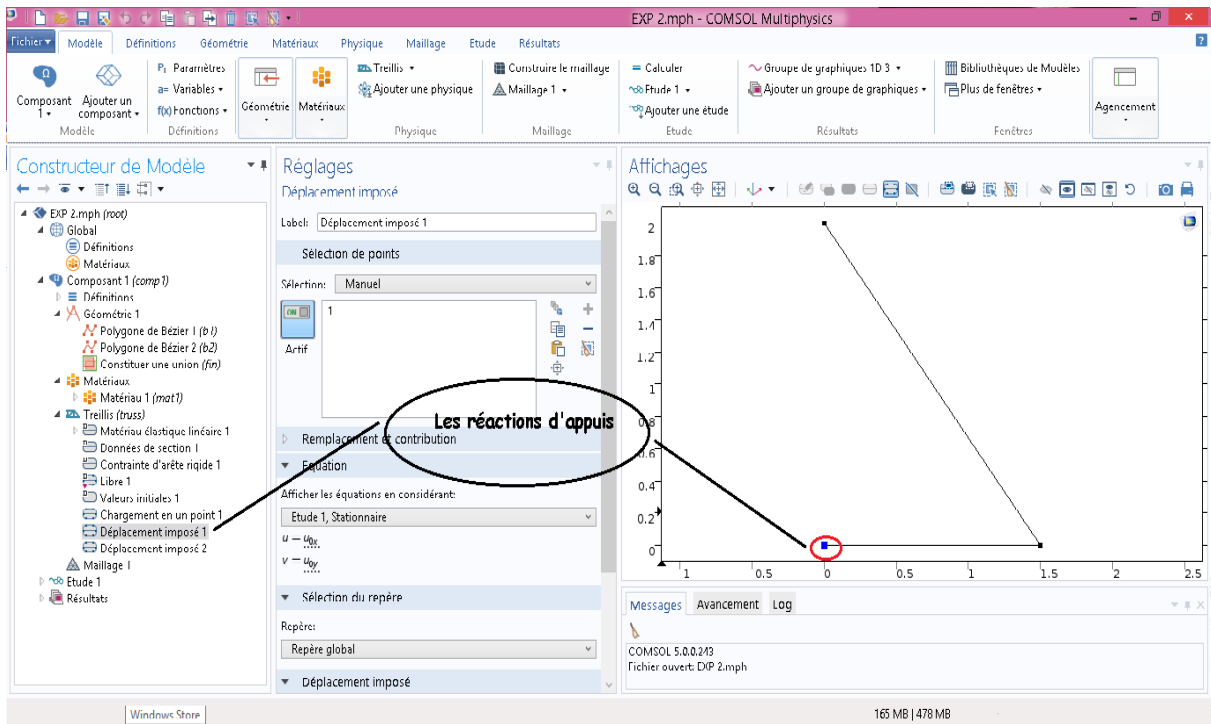 EXP 2.mph - COMSOL Multiphysics
Fichier Modèle Définitions Géométrie Matériaux Physique Maillage Etude Résultats
Composant 1
Ajouter un composant
Modèle
Pi Paramètres
a= Variables
f(x) Fonctions
Définitions
Géométrie
Matériaux
Treillis
Ajouter une physique
Physique
Construire le maillage
Maillage 1
Maillage
= Calculer
Etude 1
Ajouter une étude
Etude
Groupe de graphiques 1D 3
Ajouter un groupe de graphiques
Résultats
Bibliothèques de Modèles
Plus de fenêtres
Fenêtres
Agencement
Constructeur de Modèle
EXP 2.mph (root)
Global
Définitions
Matériaux
Composant 1 (comp1)
Définitions
Géométrie 1
Polygone de Bézier 1 (b1)
Polygone de Bézier 2 (b2)
Constituer une union (fin)
Matériaux
Matériau 1 (mat1)
Treillis (truss)
Matériau élastique linéaire 1
Données de section 1
Contrainte d'arête rigide 1
Libre 1
Valeurs initiales 1
Chargement en un point 1
Déplacement imposé 1
Déplacement imposé 2
Maillage 1
Etude 1
Résultats
Réglages
Déplacement imposé
Label: Déplacement imposé 1
Sélection de points
Sélection: Manuel
ON
1
Actif
Remplacement et contribution
Equation
Afficher les équations en considérant:
Etude 1, Stationnaire
u = u0x
v = u0y
Sélection du repère
Repère:
Repère global
Déplacement imposé
Les réactions d'appuis
Affichages
2
1.8
1.6
1.4
1.2
1
0.8
0.6
0.4
0.2
0
1 0.5 0 0.5 1 1.5 2 2.5
Messages Avancement Log
COMSOL 5.0.0.243
Fichier ouvert: EXP 2.mph
Windows Store
165 MB | 478 MB